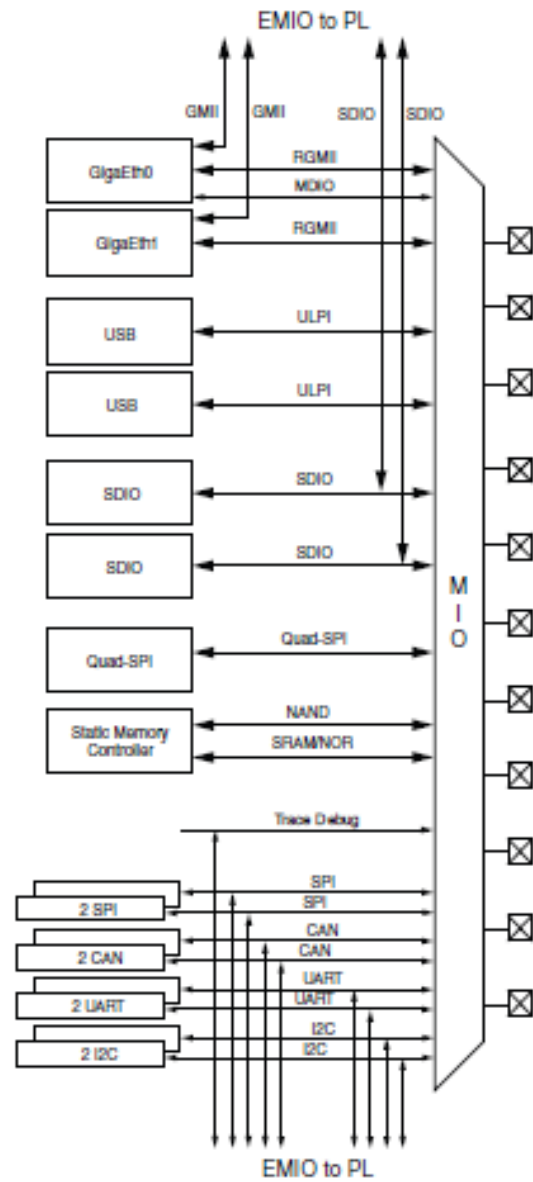 EMIO to PL
GMII
GMII
SDIO
SDIO
GigaEth0
RGMII
MDIO
GigaEth1
RGMII
USB
ULPI
USB
ULPI
SDIO
SDIO
SDIO
SDIO
M
I
O
Quad-SPI
Quad-SPI
Static Memory
Controller
NAND
SRAM/NOR
Trace Debug
SPI
2 SPI
SPI
CAN
2 CAN
CAN
UART
2 UART
UART
I2C
2 I2C
I2C
EMIO to PL